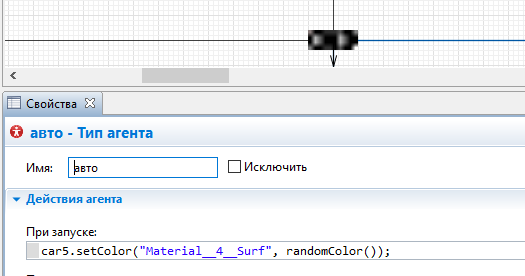 Свойства
авто - Тип агента
Имя: авто Исключить
Действия агента
При запуске:
car5.setColor("Material__4__Surf", randomColor());